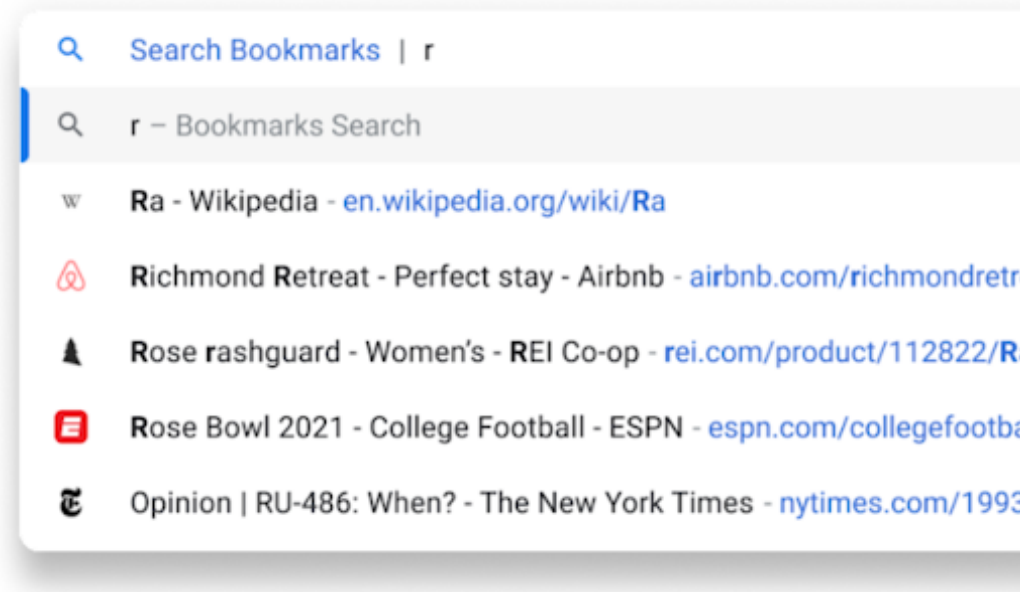 Search Bookmarks | r
r – Bookmarks Search
W Ra - Wikipedia - en.wikipedia.org/wiki/Ra
Richmond Retreat - Perfect stay - Airbnb - airbnb.com/richmondretr
Rose rashguard - Women's - REI Co-op - rei.com/product/112822/Ra
Rose Bowl 2021 - College Football - ESPN - espn.com/collegefootba
Opinion | RU-486: When? - The New York Times - nytimes.com/1993